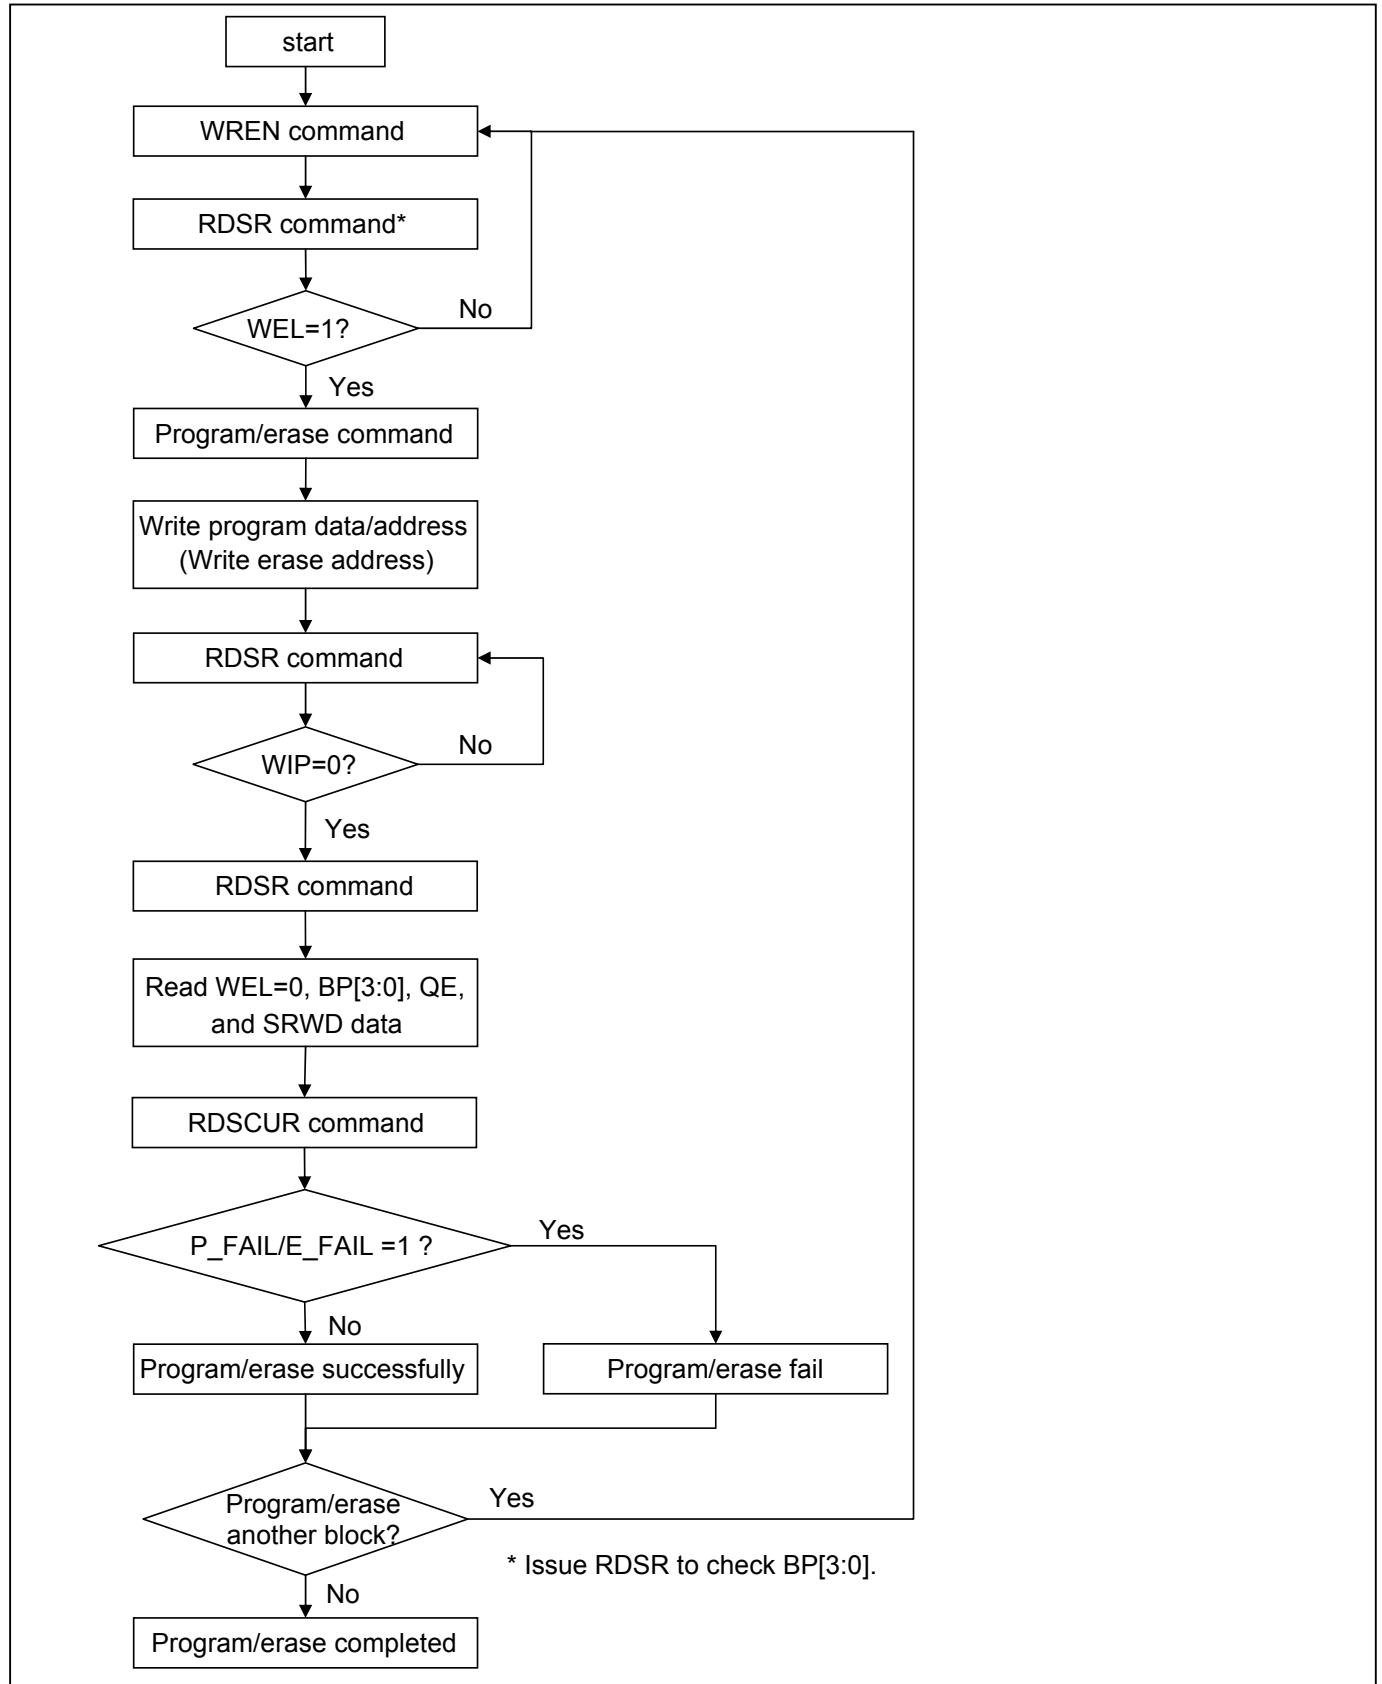 start
WREN command
RDSR command*
WEL=1?
No
Yes
Program/erase command
Write program data/address
(Write erase address)
RDSR command
WIP=0?
No
Yes
RDSR command
Read WEL=0, BP[3:0], QE,
and SRWD data
RDSCUR command
P_FAIL/E_FAIL =1 ?
Yes
No
Program/erase successfully
Program/erase fail
Program/erase
another block?
Yes
* Issue RDSR to check BP[3:0].
No
Program/erase completed